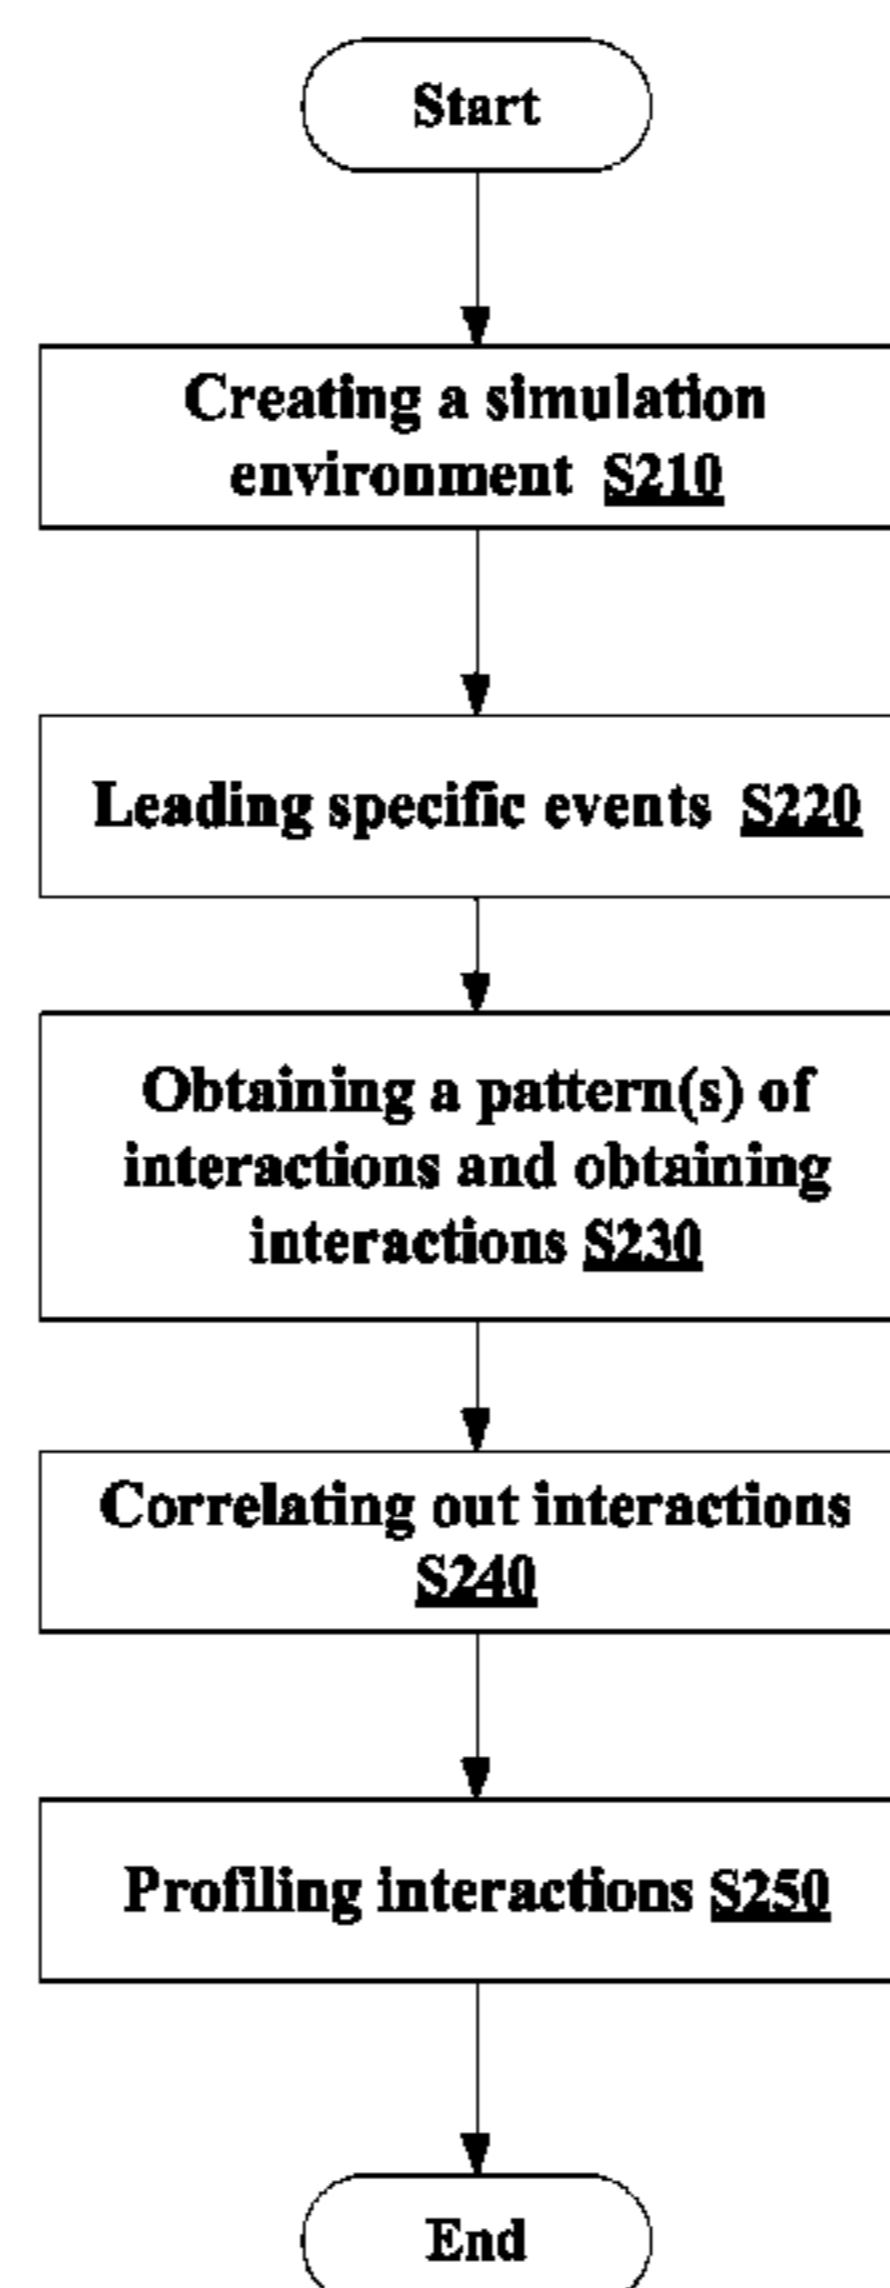 Start
Creating a simulation
environment S210
Leading specific events S220
Obtaining a pattern(s) of
interactions and obtaining
interactions S230
Correlating out interactions
S240
Profiling interactions S250
End